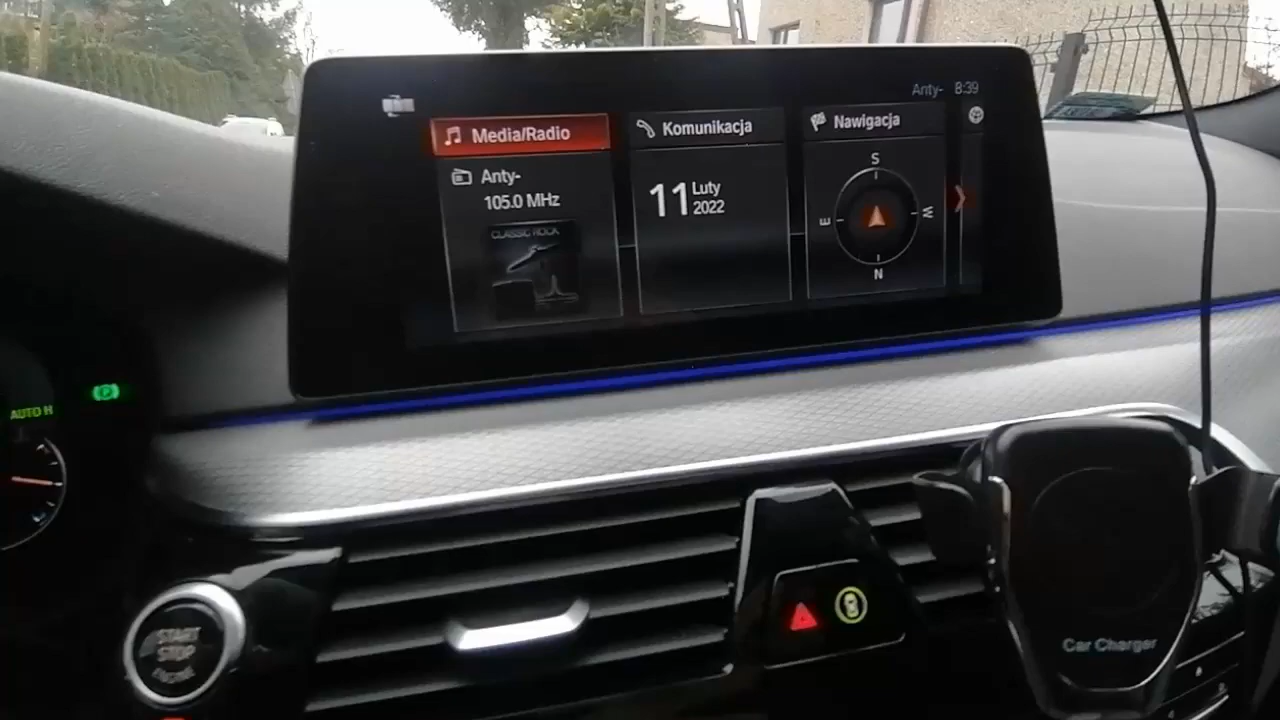 Anty- 8:39
Media/Radio
Anty-
105.0 MHz
CLASSIC ROCK
Komunikacja
11 Luty
2022
Nawigacja
S
E
W
N
AUTO H
START
STOP
ENGINE
Car Charger